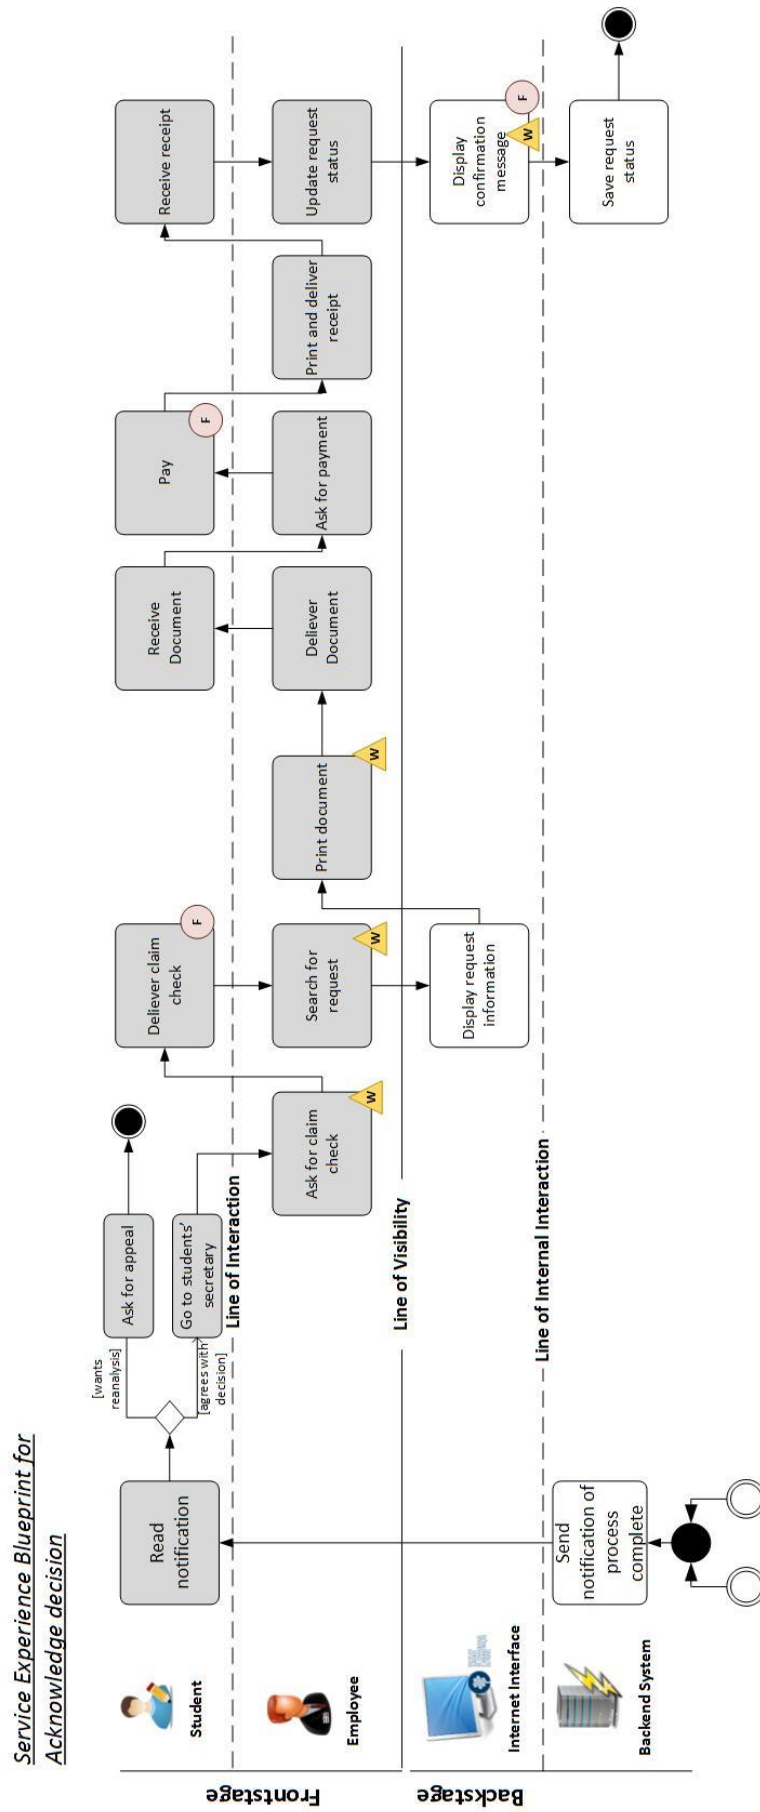 Service Experience Blueprint for
Acknowledge decision
Frontstage
Backstage
Student
Employee
Internet Interface
Backend System
Read
notification
[wants
reanalysis]
[agrees with
decision]
Ask for appeal
Go to students'
secretary
Line of Interaction
Deliever claim
check
F
Receive
Document
Pay
F
Receive receipt
Ask for claim
check
W
Search for
request
W
Print document
W
Deliever
Document
Ask for payment
Print and deliver
receipt
Update request
status
Line of Visibility
Display request
information
Display
confirmation
message
W
F
Line of Internal Interaction
Send
notification of
process
complete
Save request
status